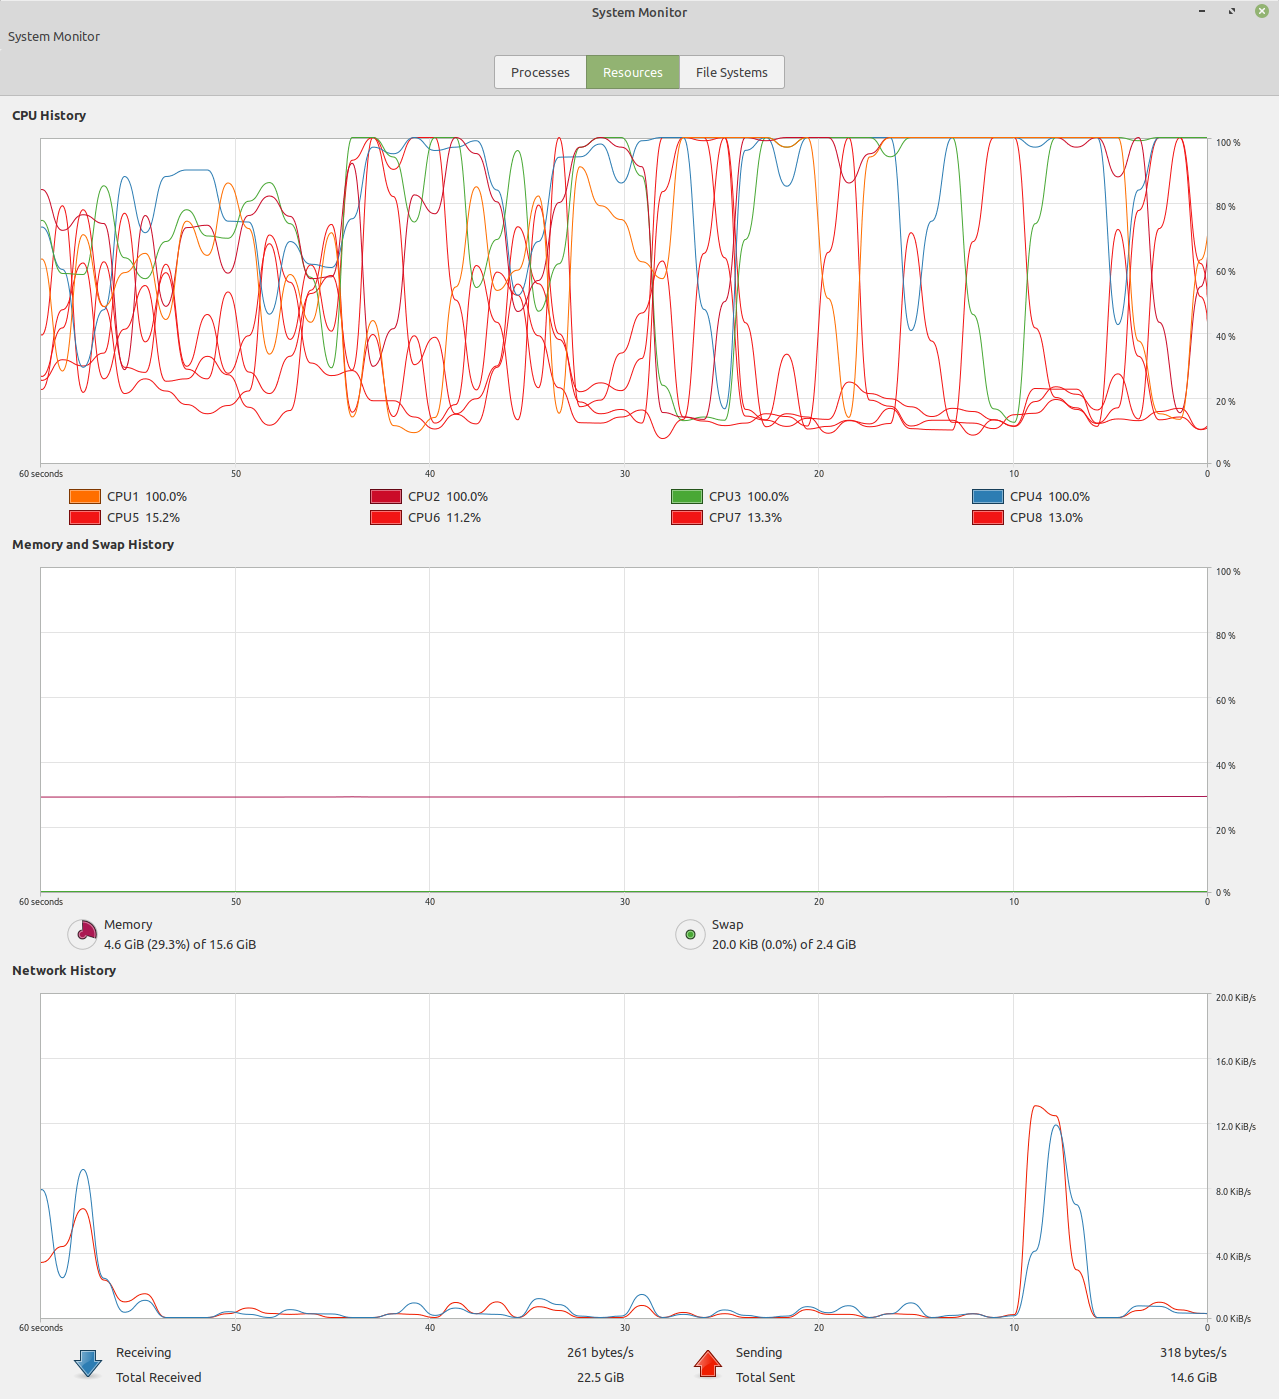 System Monitor
System Monitor
Processes Resources File Systems
CPU History
100 %
80 %
60 %
40 %
20 %
0 %
60 seconds 50 40 30 20 10 0
CPU1 100.0% CPU2 100.0% CPU3 100.0% CPU4 100.0%
CPU5 15.2% CPU6 11.2% CPU7 13.3% CPU8 13.0%
Memory and Swap History
100 %
80 %
60 %
40 %
20 %
0 %
60 seconds 50 40 30 20 10 0
Memory Swap
4.6 GiB (29.3%) of 15.6 GiB 20.0 KiB (0.0%) of 2.4 GiB
Network History
20.0 KiB/s
16.0 KiB/s
12.0 KiB/s
8.0 KiB/s
4.0 KiB/s
0.0 KiB/s
60 seconds 50 40 30 20 10 0
Receiving 261 bytes/s Sending 318 bytes/s
Total Received 22.5 GiB Total Sent 14.6 GiB